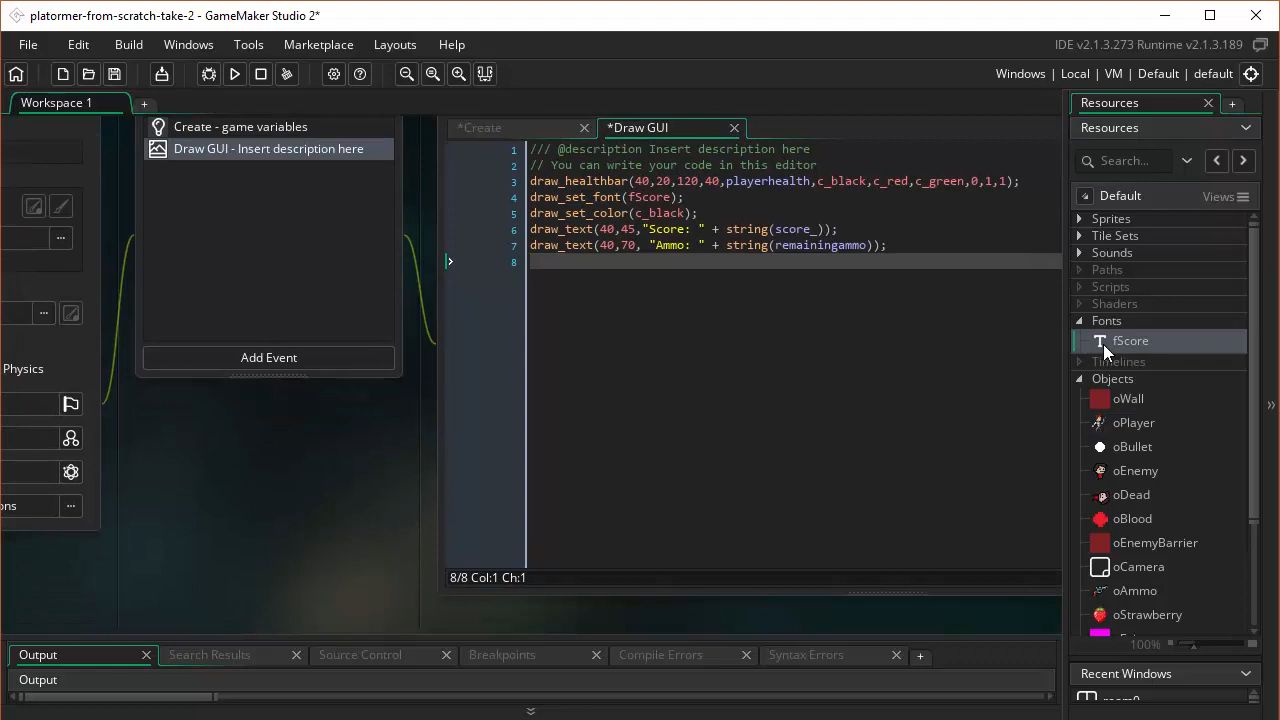 platormer-from-scratch-take-2 - GameMaker Studio 2*
File Edit Build Windows Tools Marketplace Layouts Help
IDE v2.1.3.273 Runtime v2.1.3.189
Windows | Local | VM | Default | default
Workspace 1
Resources
Resources
Search...
Default
Views
Sprites
Tile Sets
Sounds
Paths
Scripts
Shaders
Fonts
fScore
Timelines
Objects
oWall
oPlayer
oBullet
oEnemy
oDead
oBlood
oEnemyBarrier
oCamera
oAmmo
oStrawberry
100%
Recent Windows
room0
Create - game variables
Draw GUI - Insert description here
Add Event
Physics
ons
*Create
*Draw GUI
1 /// @description Insert description here
2 // You can write your code in this editor
3 draw_healthbar(40,20,120,40,playerhealth,c_black,c_red,c_green,0,1,1);
4 draw_set_font(fScore);
5 draw_set_color(c_black);
6 draw_text(40,45,"Score: " + string(score_));
7 draw_text(40,70, "Ammo: " + string(remainingammo));
8
8/8 Col:1 Ch:1
Output
Search Results
Source Control
Breakpoints
Compile Errors
Syntax Errors
Output